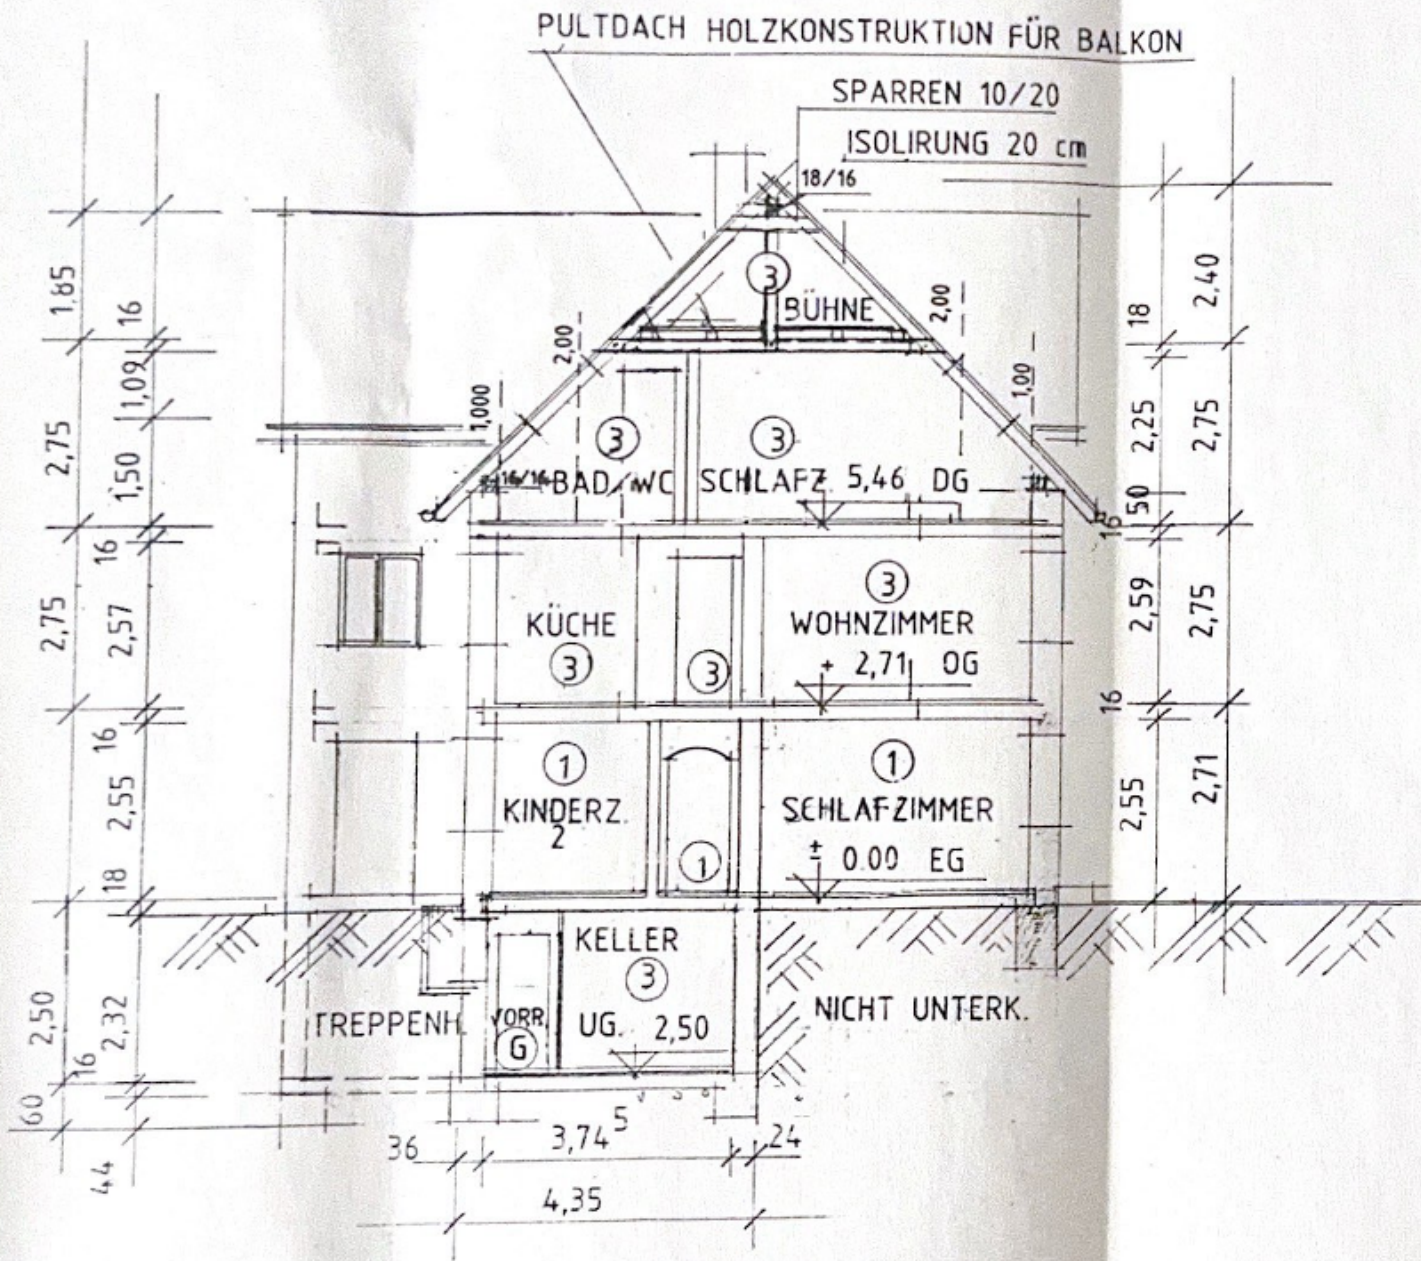 PULTDACH HOLZKONSTRUKTION FÜR BALKON
SPARREN 10/20
ISOLIRUNG 20 cm
18/16
3
BÜHNE
2,00
2,00
1,000
1,00
3
3
16/16 BAD/WC SCHLAFZ 5,46 DG
KÜCHE
3
3
3
WOHNZIMMER
+ 2,71 OG
1
KINDERZ.
2
1
1
SCHLAFZIMMER
± 0.00 EG
KELLER
3
TREPPENH.
VORR.
G
UG. 2,50
NICHT UNTERK.
36
3,74 5
24
4,35
1,85
2,75
2,75
2,50
60
16
1,09
1,50
16
2,57
16
2,55
18
2,32
16
44
18
2,25
50
16
2,59
16
2,55
2,40
2,75
2,75
2,71